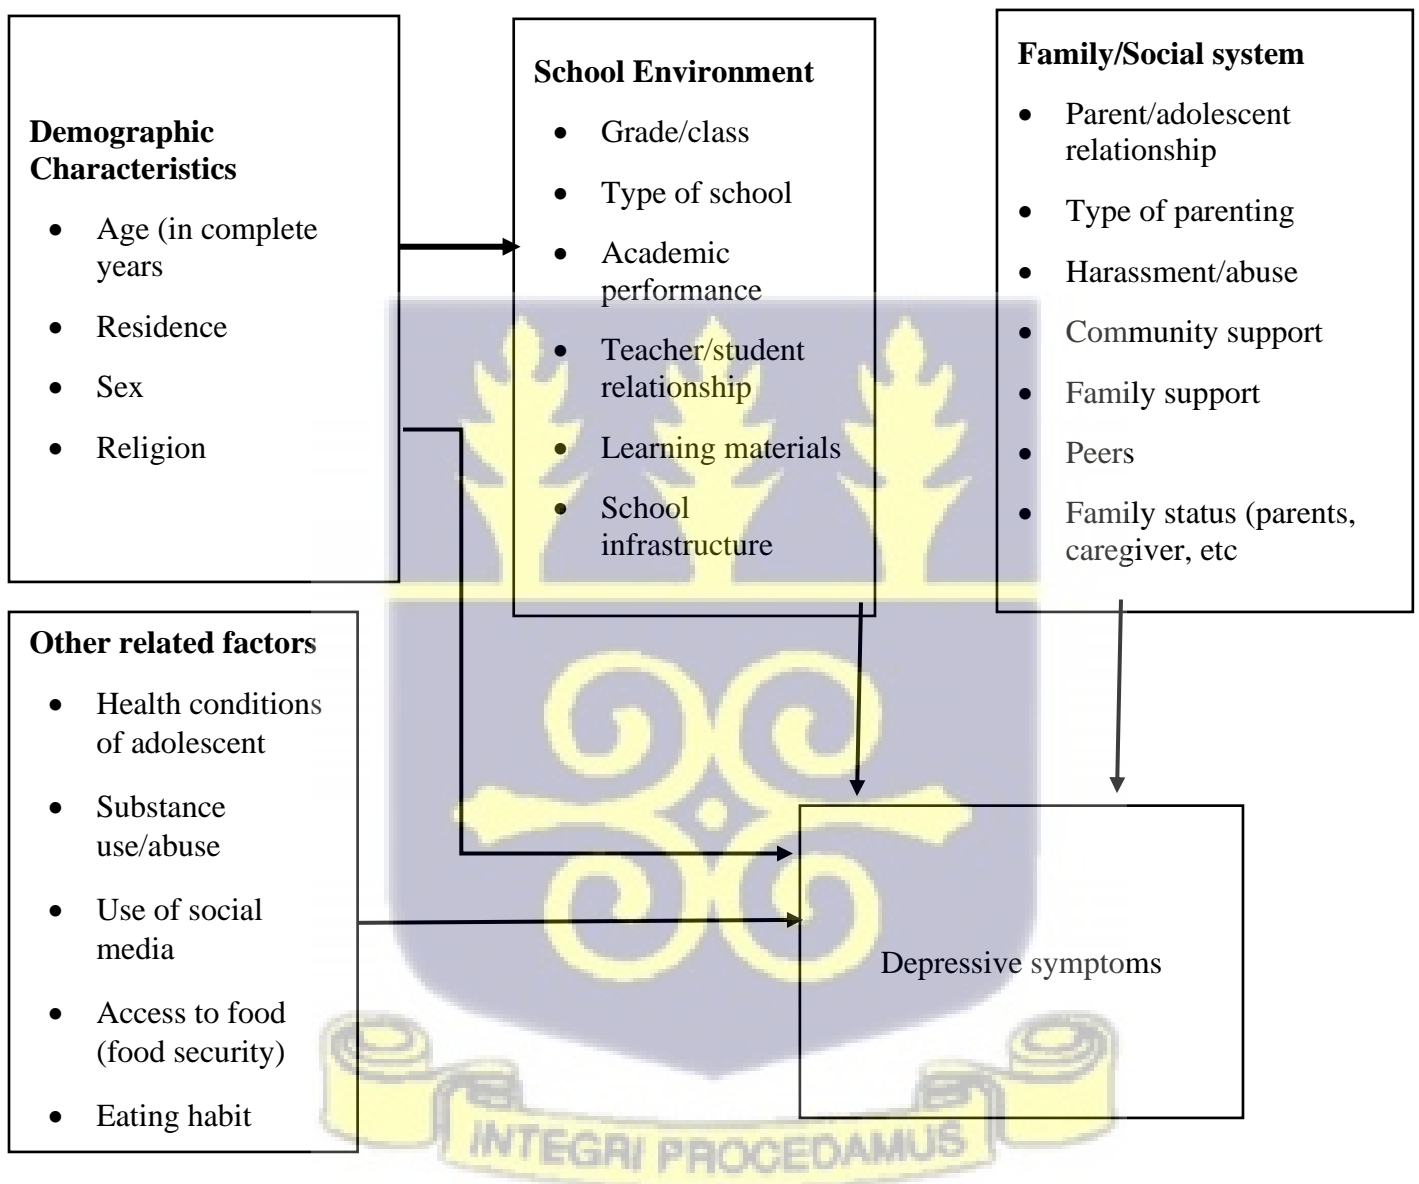 Demographic
Characteristics
• Age (in complete
years
• Residence
• Sex
• Religion
School Environment
• Grade/class
• Type of school
• Academic
performance
• Teacher/student
relationship
• Learning materials
• School
infrastructure
Family/Social system
• Parent/adolescent
relationship
• Type of parenting
• Harassment/abuse
• Community support
• Family support
• Peers
• Family status (parents,
caregiver, etc
Other related factors
• Health conditions
of adolescent
• Substance
use/abuse
• Use of social
media
• Access to food
(food security)
• Eating habit
Depressive symptoms
INTEGRI PROCEDAMUS